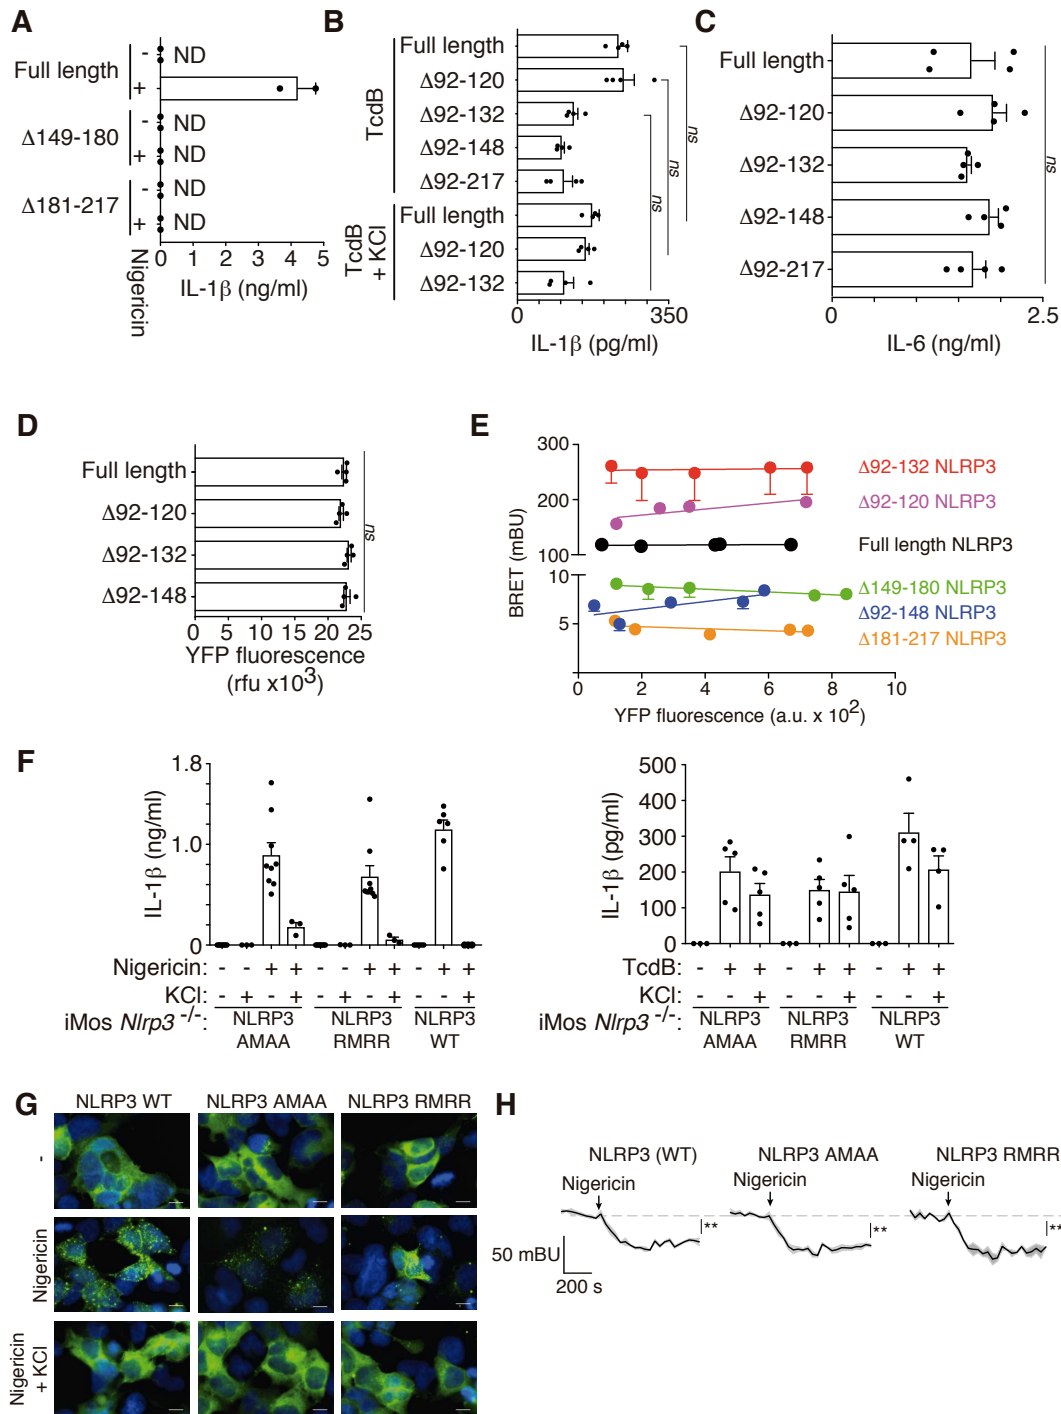 A
Full length
-
ND
+
Δ149-180
-
ND
+
ND
Δ181-217
-
ND
+
ND
Nigericin
0 1 2 3 4 5
IL-1β (ng/ml)
B
TcdB
Full length
Δ92-120
Δ92-132
Δ92-148
Δ92-217
TcdB
+ KCl
Full length
Δ92-120
Δ92-132
ns
ns
ns
0 350
IL-1β (pg/ml)
C
Full length
Δ92-120
Δ92-132
Δ92-148
Δ92-217
ns
0 2.5
IL-6 (ng/ml)
D
Full length
Δ92-120
Δ92-132
Δ92-148
ns
0 5 10 15 20 25
YFP fluorescence
(rfu x10³)
E
BRET (mBU)
300
200
100
10
5
0 2 4 6 8 10
YFP fluorescence (a.u. x 10²)
Δ92-132 NLRP3
Δ92-120 NLRP3
Full length NLRP3
Δ149-180 NLRP3
Δ92-148 NLRP3
Δ181-217 NLRP3
F
IL-1β (ng/ml)
1.8
1.0
0
Nigericin: - - + + - - + + - + +
KCl: - + - + - + - + - - +
iMos Nlrp3 -/-:
NLRP3 AMAA
NLRP3 RMRR
NLRP3 WT
IL-1β (pg/ml)
500
400
300
200
100
0
TcdB: - + + - + + - + +
KCl: - - + - - + - - +
iMos Nlrp3 -/-:
NLRP3 AMAA
NLRP3 RMRR
NLRP3 WT
G
NLRP3 WT NLRP3 AMAA NLRP3 RMRR
-
Nigericin
Nigericin
+ KCl
H
NLRP3 (WT) NLRP3 AMAA NLRP3 RMRR
Nigericin Nigericin Nigericin
** ** **
50 mBU
200 s